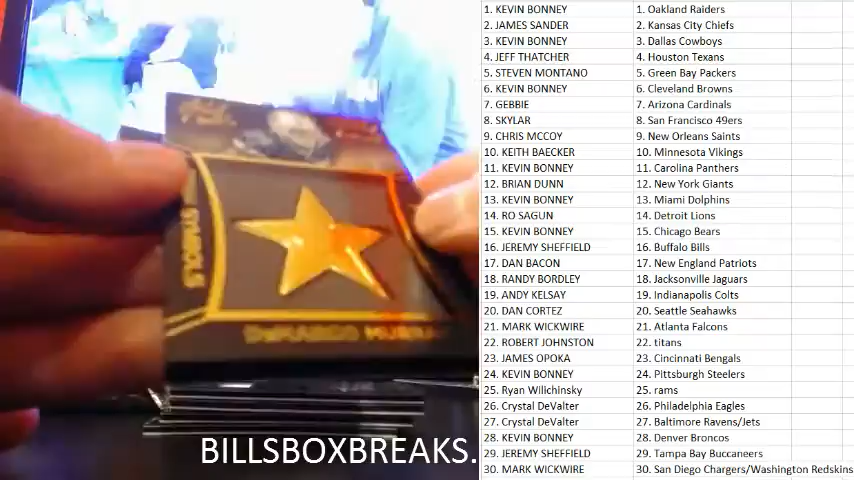 1. KEVIN BONNEY 1. Oakland Raiders
2. JAMES SANDER 2. Kansas City Chiefs
3. KEVIN BONNEY 3. Dallas Cowboys
4. JEFF THATCHER 4. Houston Texans
5. STEVEN MONTANO 5. Green Bay Packers
6. KEVIN BONNEY 6. Cleveland Browns
7. GEBBIE 7. Arizona Cardinals
8. SKYLAR 8. San Francisco 49ers
9. CHRIS MCCOY 9. New Orleans Saints
10. KEITH BAECKER 10. Minnesota Vikings
11. KEVIN BONNEY 11. Carolina Panthers
12. BRIAN DUNN 12. New York Giants
13. KEVIN BONNEY 13. Miami Dolphins
14. RO SAGUN 14. Detroit Lions
15. KEVIN BONNEY 15. Chicago Bears
16. JEREMY SHEFFIELD 16. Buffalo Bills
17. DAN BACON 17. New England Patriots
18. RANDY BORDLEY 18. Jacksonville Jaguars
19. ANDY KELSAY 19. Indianapolis Colts
20. DAN CORTEZ 20. Seattle Seahawks
21. MARK WICKWIRE 21. Atlanta Falcons
22. ROBERT JOHNSTON 22. titans
23. JAMES OPOKA 23. Cincinnati Bengals
24. KEVIN BONNEY 24. Pittsburgh Steelers
25. Ryan Wilichinsky 25. rams
26. Crystal DeValter 26. Philadelphia Eagles
27. Crystal DeValter 27. Baltimore Ravens/Jets
28. KEVIN BONNEY 28. Denver Broncos
29. JEREMY SHEFFIELD 29. Tampa Bay Buccaneers
30. MARK WICKWIRE 30. San Diego Chargers/Washington Redskins
SYMBOLS
DeMARCO
BILLSBOXBREAKS.